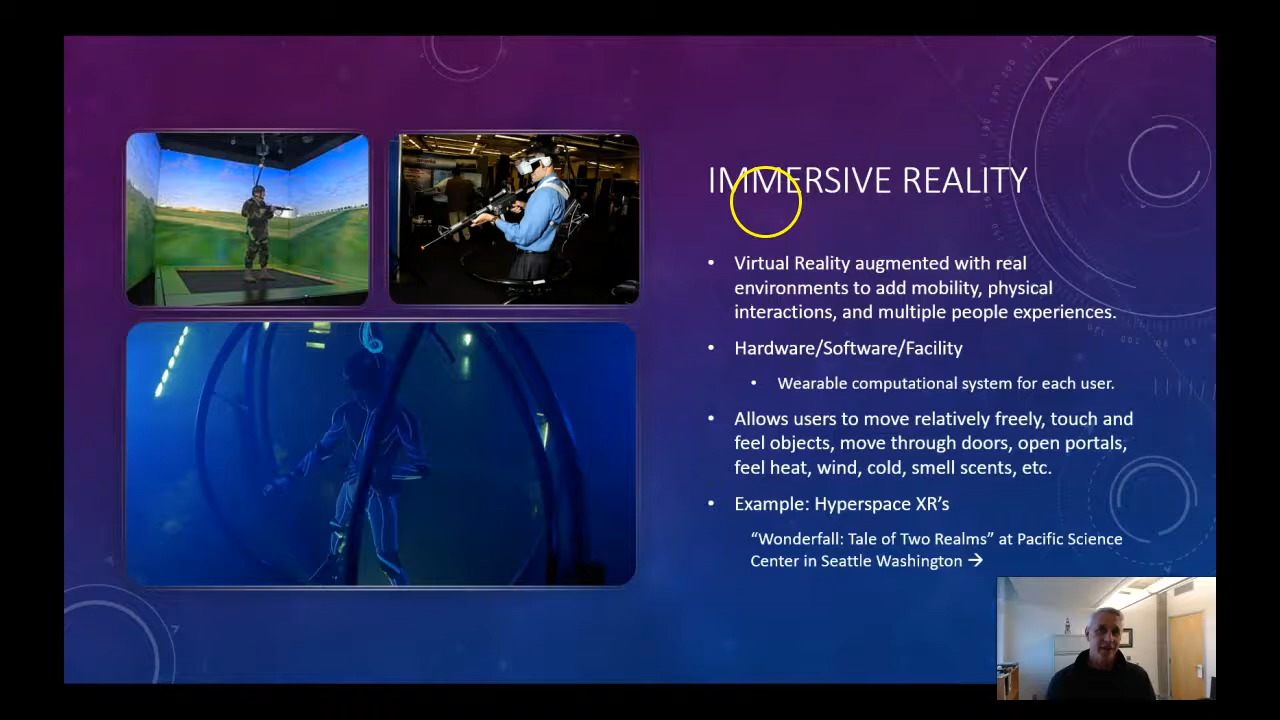 IMMERSIVE REALITY
• Virtual Reality augmented with real
environments to add mobility, physical
interactions, and multiple people experiences.
• Hardware/Software/Facility
• Wearable computational system for each user.
• Allows users to move relatively freely, touch and
feel objects, move through doors, open portals,
feel heat, wind, cold, smell scents, etc.
• Example: Hyperspace XR’s
“Wonderfall: Tale of Two Realms” at Pacific Science
Center in Seattle Washington →